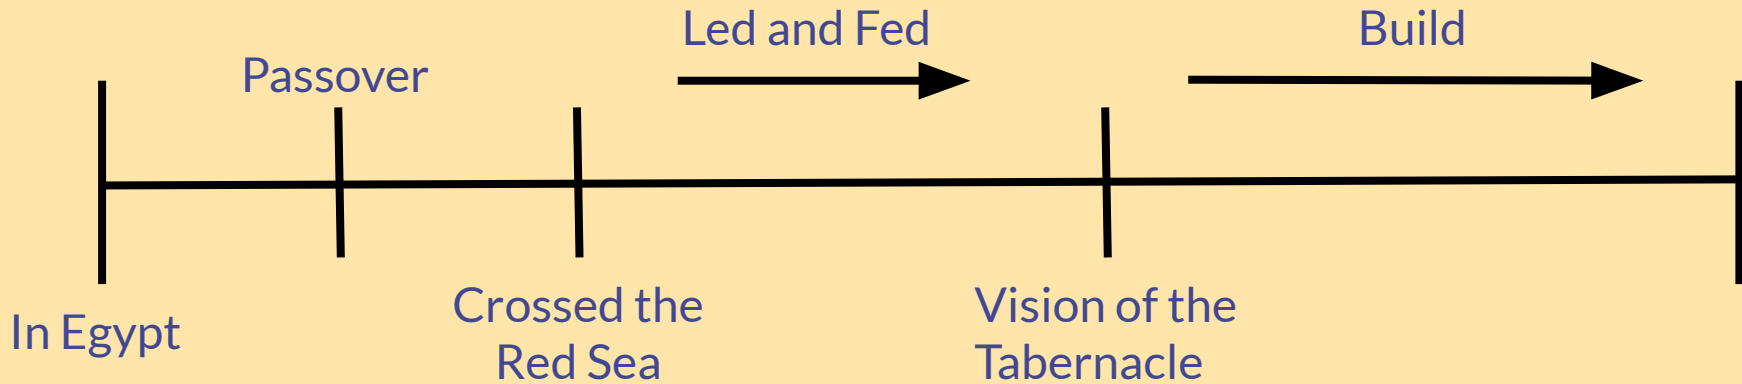 Led and Fed
Build
Passover
In Egypt
Crossed the
Red Sea
Vision of the
Tabernacle